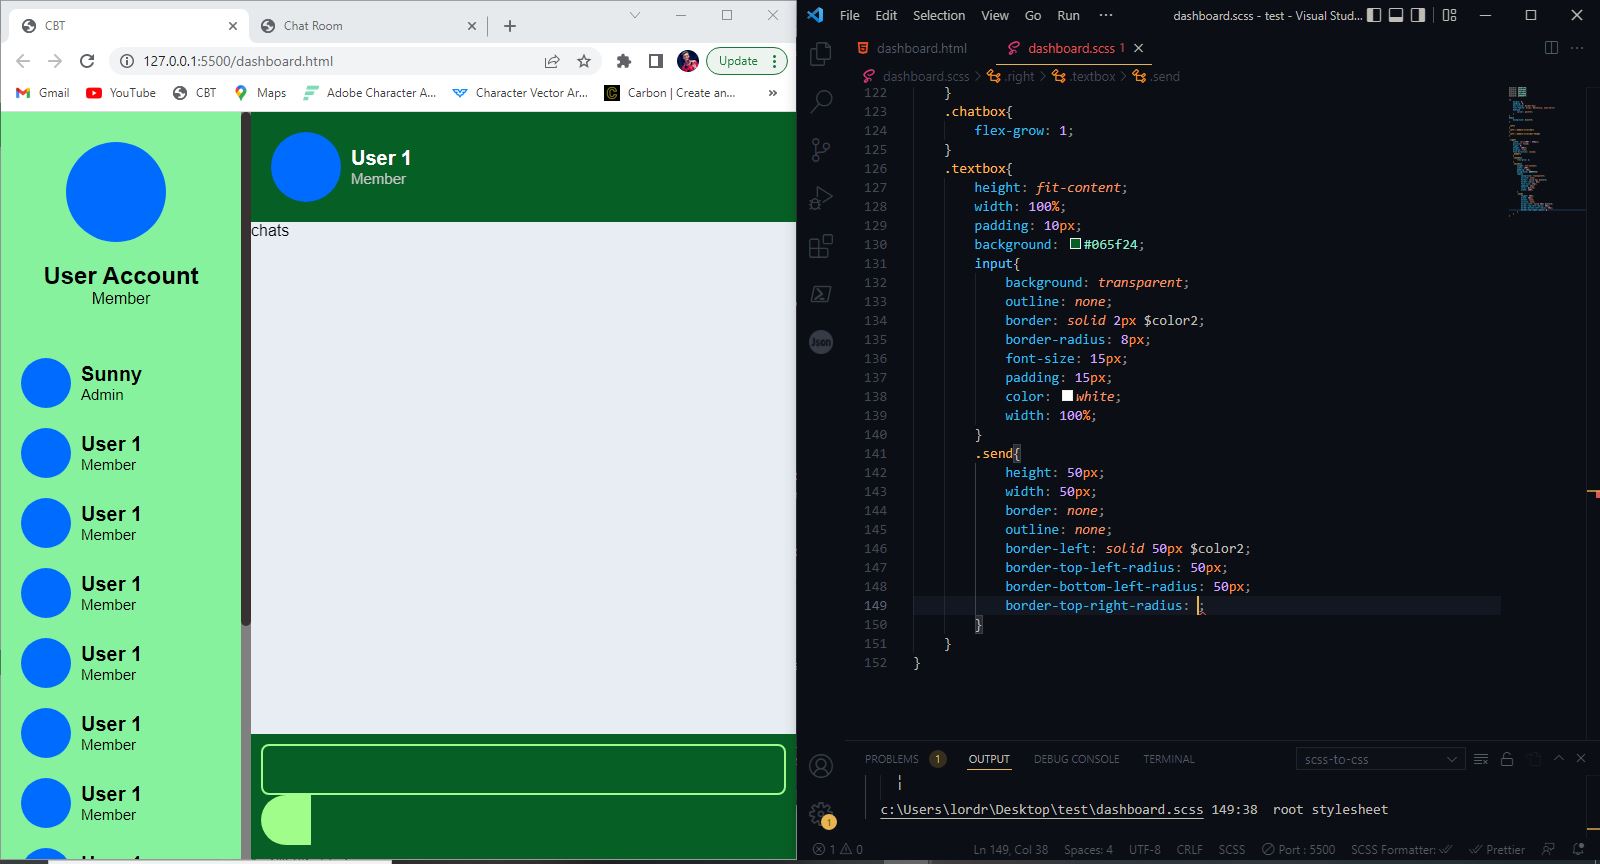 CBT
Chat Room
127.0.0.1:5500/dashboard.html
Update
Gmail
YouTube
CBT
Maps
Adobe Character A...
Character Vector Ar...
Carbon | Create an...
»
User Account
Member
Sunny
Admin
User 1
Member
User 1
Member
User 1
Member
User 1
Member
User 1
Member
User 1
Member
User 1
Member
chats
File Edit Selection View Go Run ···
dashboard.scss - test - Visual Stud...
dashboard.html
dashboard.scss 1
dashboard.scss > .right > .textbox > .send
Json
122 }
123 .chatbox{
124 flex-grow: 1;
125 }
126 .textbox{
127 height: fit-content;
128 width: 100%;
129 padding: 10px;
130 background: #065f24;
131 input{
132 background: transparent;
133 outline: none;
134 border: solid 2px $color2;
135 border-radius: 8px;
136 font-size: 15px;
137 padding: 15px;
138 color: white;
139 width: 100%;
140 }
141 .send{
142 height: 50px;
143 width: 50px;
144 border: none;
145 outline: none;
146 border-left: solid 50px $color2;
147 border-top-left-radius: 50px;
148 border-bottom-left-radius: 50px;
149 border-top-right-radius: ;
150 }
151 }
152 }
PROBLEMS 1 OUTPUT DEBUG CONSOLE TERMINAL
scss-to-css
c:\Users\lordr\Desktop\test\dashboard.scss 149:38 root stylesheet
1
1 0
Ln 149, Col 38 Spaces: 4 UTF-8 CRLF SCSS Port : 5500 SCSS Formatter: Prettier